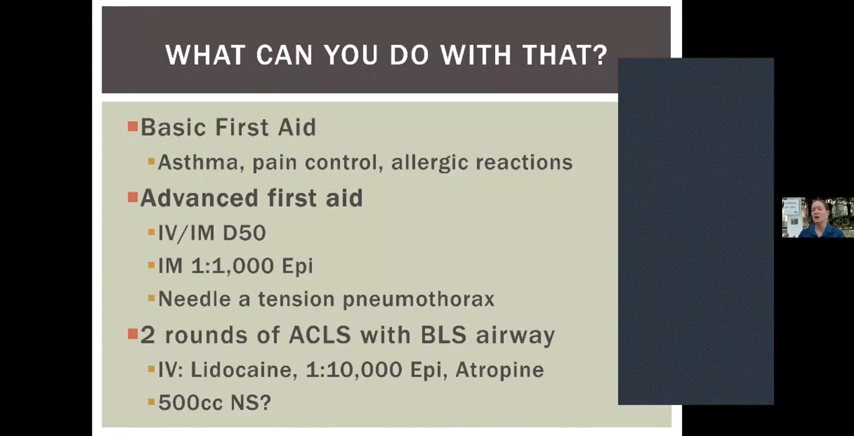 WHAT CAN YOU DO WITH THAT?
Basic First Aid
Asthma, pain control, allergic reactions
Advanced first aid
IV/IM D50
IM 1:1,000 Epi
Needle a tension pneumothorax
2 rounds of ACLS with BLS airway
IV: Lidocaine, 1:10,000 Epi, Atropine
500cc NS?